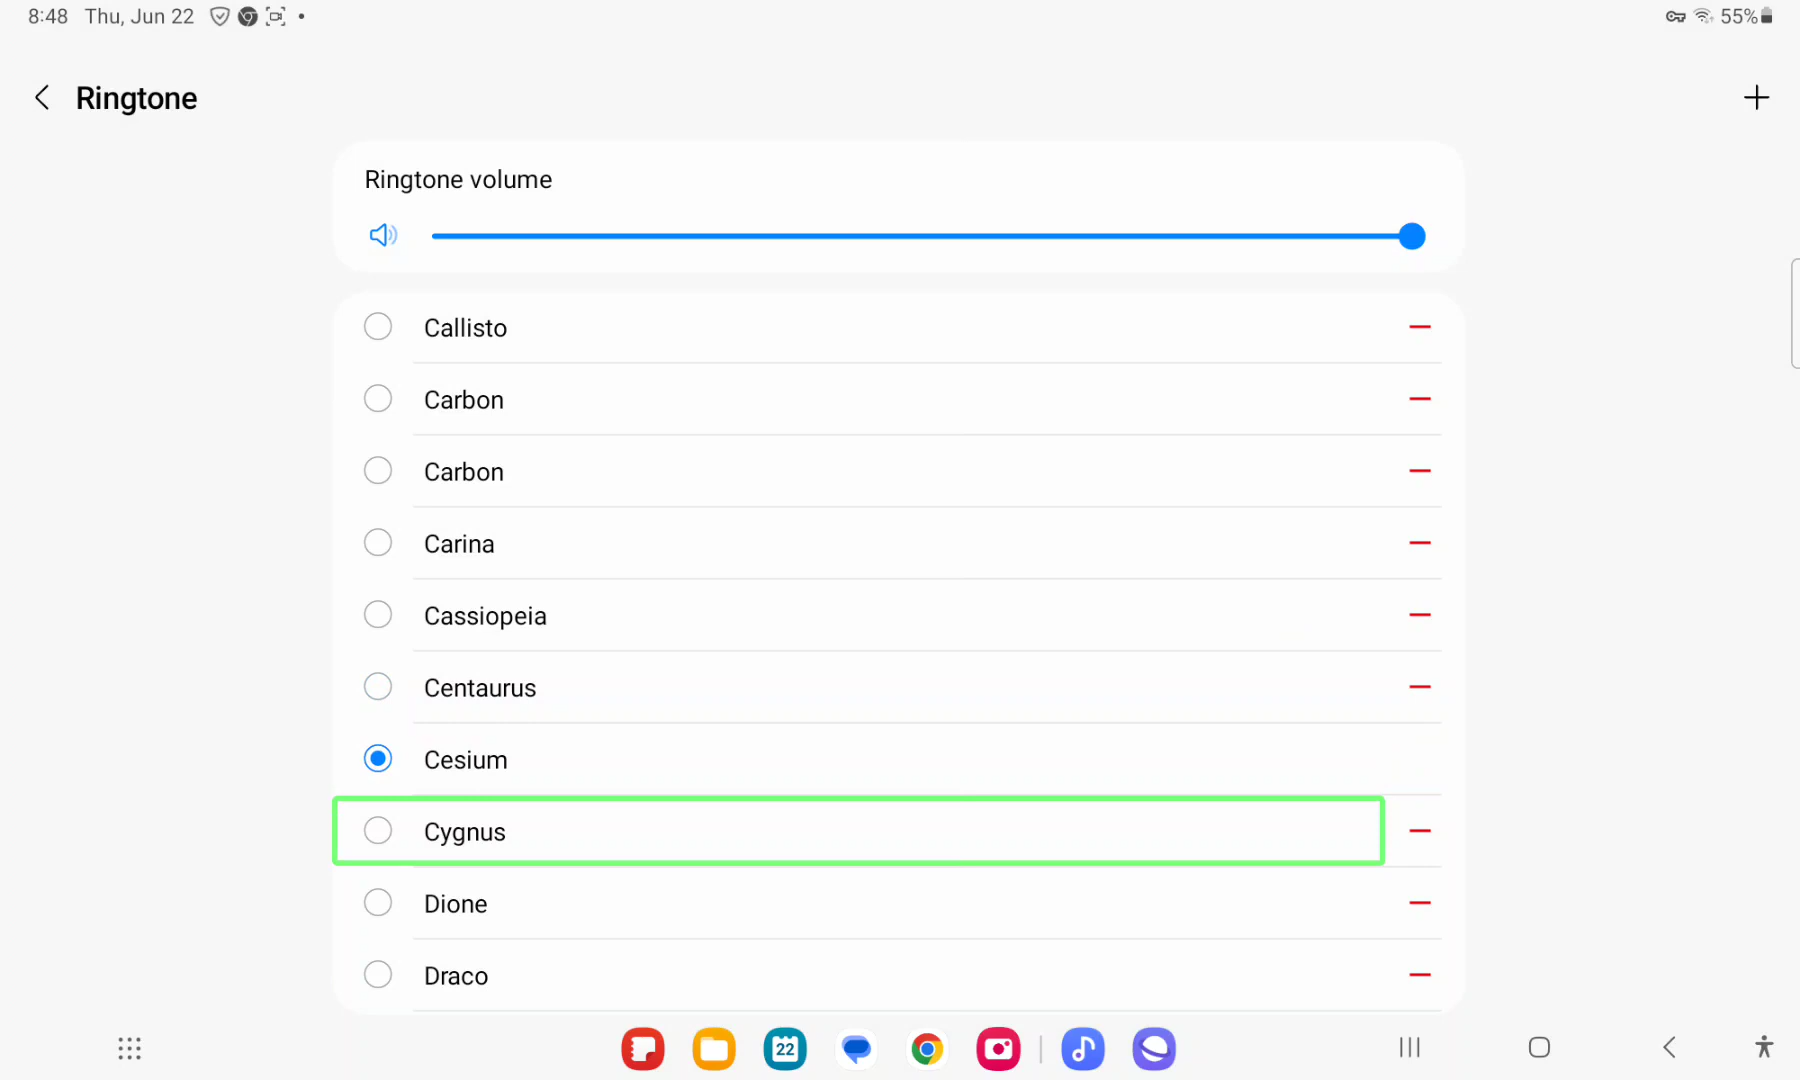 8:48 Thu, Jun 22
55%
Ringtone
Ringtone volume
Callisto
Carbon
Carbon
Carina
Cassiopeia
Centaurus
Cesium
Cygnus
Dione
Draco
22